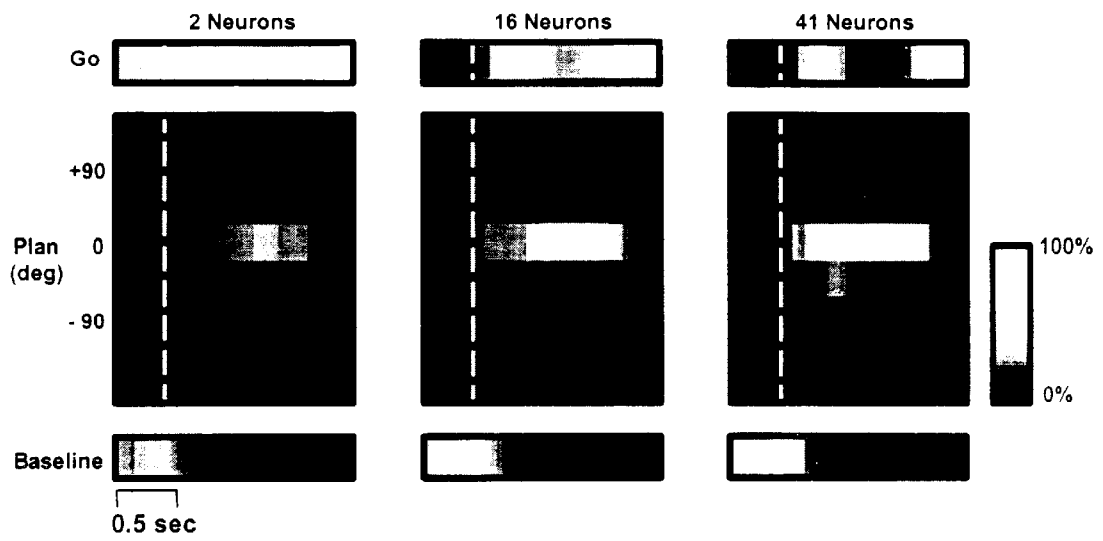 2 Neurons
16 Neurons
41 Neurons
Go
+90
Plan
(deg)
0
- 90
100%
0%
Baseline
0.5 sec